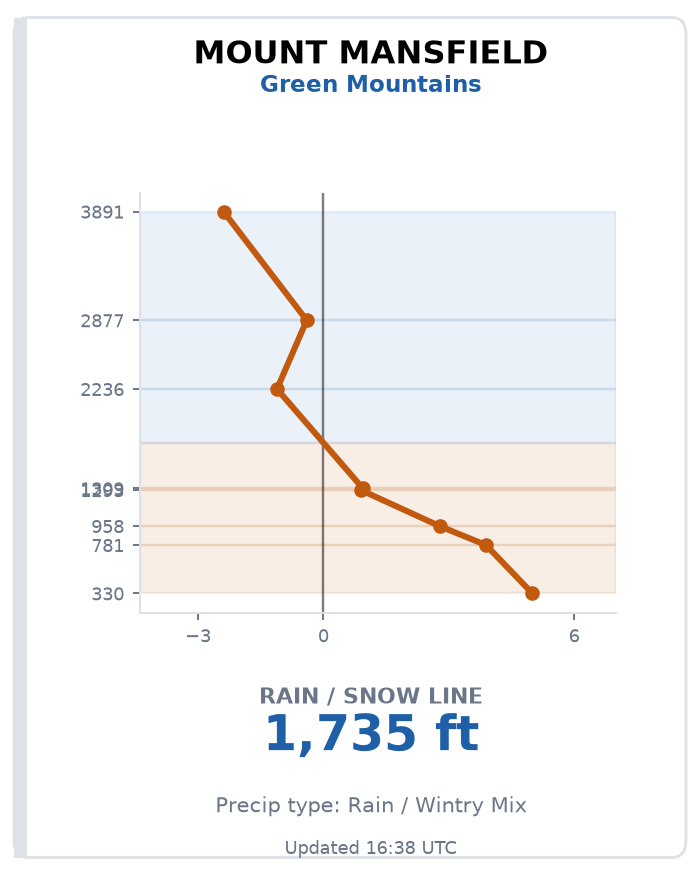 MOUNT MANSFIELD
Green Mountains
3891
2877
2236
958
781
330
−3 0 6
RAIN / SNOW LINE
1,735 ft
Precip type: Rain / Wintry Mix
Updated 16:38 UTC